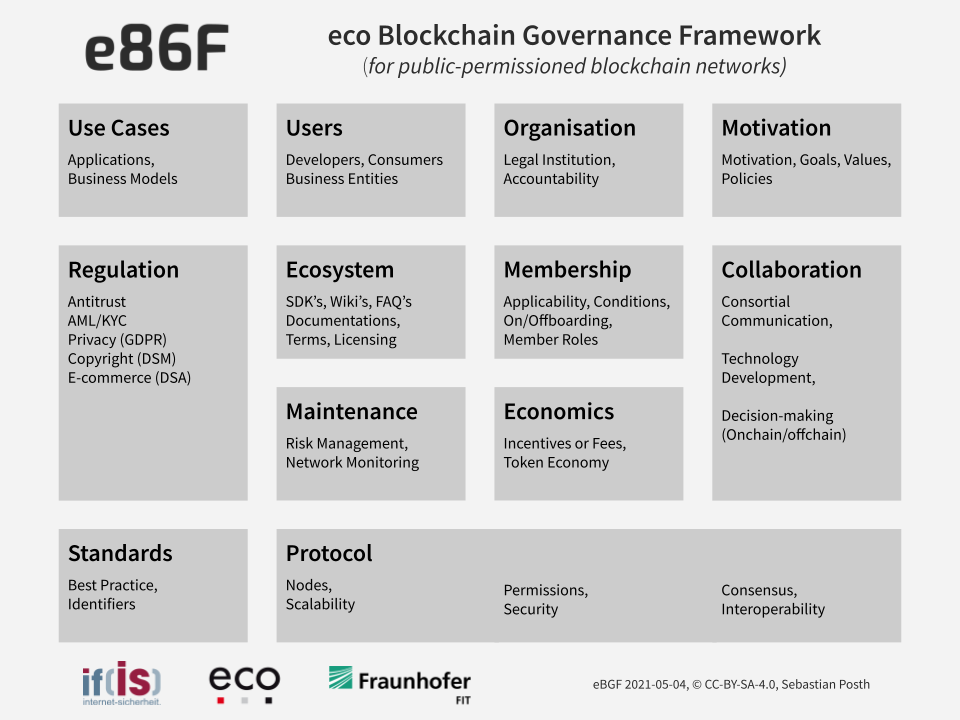 e86F
eco Blockchain Governance Framework
(for public-permissioned blockchain networks)
Use Cases
Applications,
Business Models
Users
Developers, Consumers
Business Entities
Organisation
Legal Institution,
Accountability
Motivation
Motivation, Goals, Values,
Policies
Regulation
Antitrust
AML/KYC
Privacy (GDPR)
Copyright (DSM)
E-commerce (DSA)
Ecosystem
SDK’s, Wiki’s, FAQ’s
Documentations,
Terms, Licensing
Membership
Applicability, Conditions,
On/Offboarding,
Member Roles
Collaboration
Consortial
Communication,
Technology
Development,
Decision-making
(Onchain/offchain)
Maintenance
Risk Management,
Network Monitoring
Economics
Incentives or Fees,
Token Economy
Standards
Best Practice,
Identifiers
Protocol
Nodes,
Scalability
Permissions,
Security
Consensus,
Interoperability
if(is)
internet-sicherheit.
eco
Fraunhofer
FIT
eBGF 2021-05-04, © CC-BY-SA-4.0, Sebastian Posth